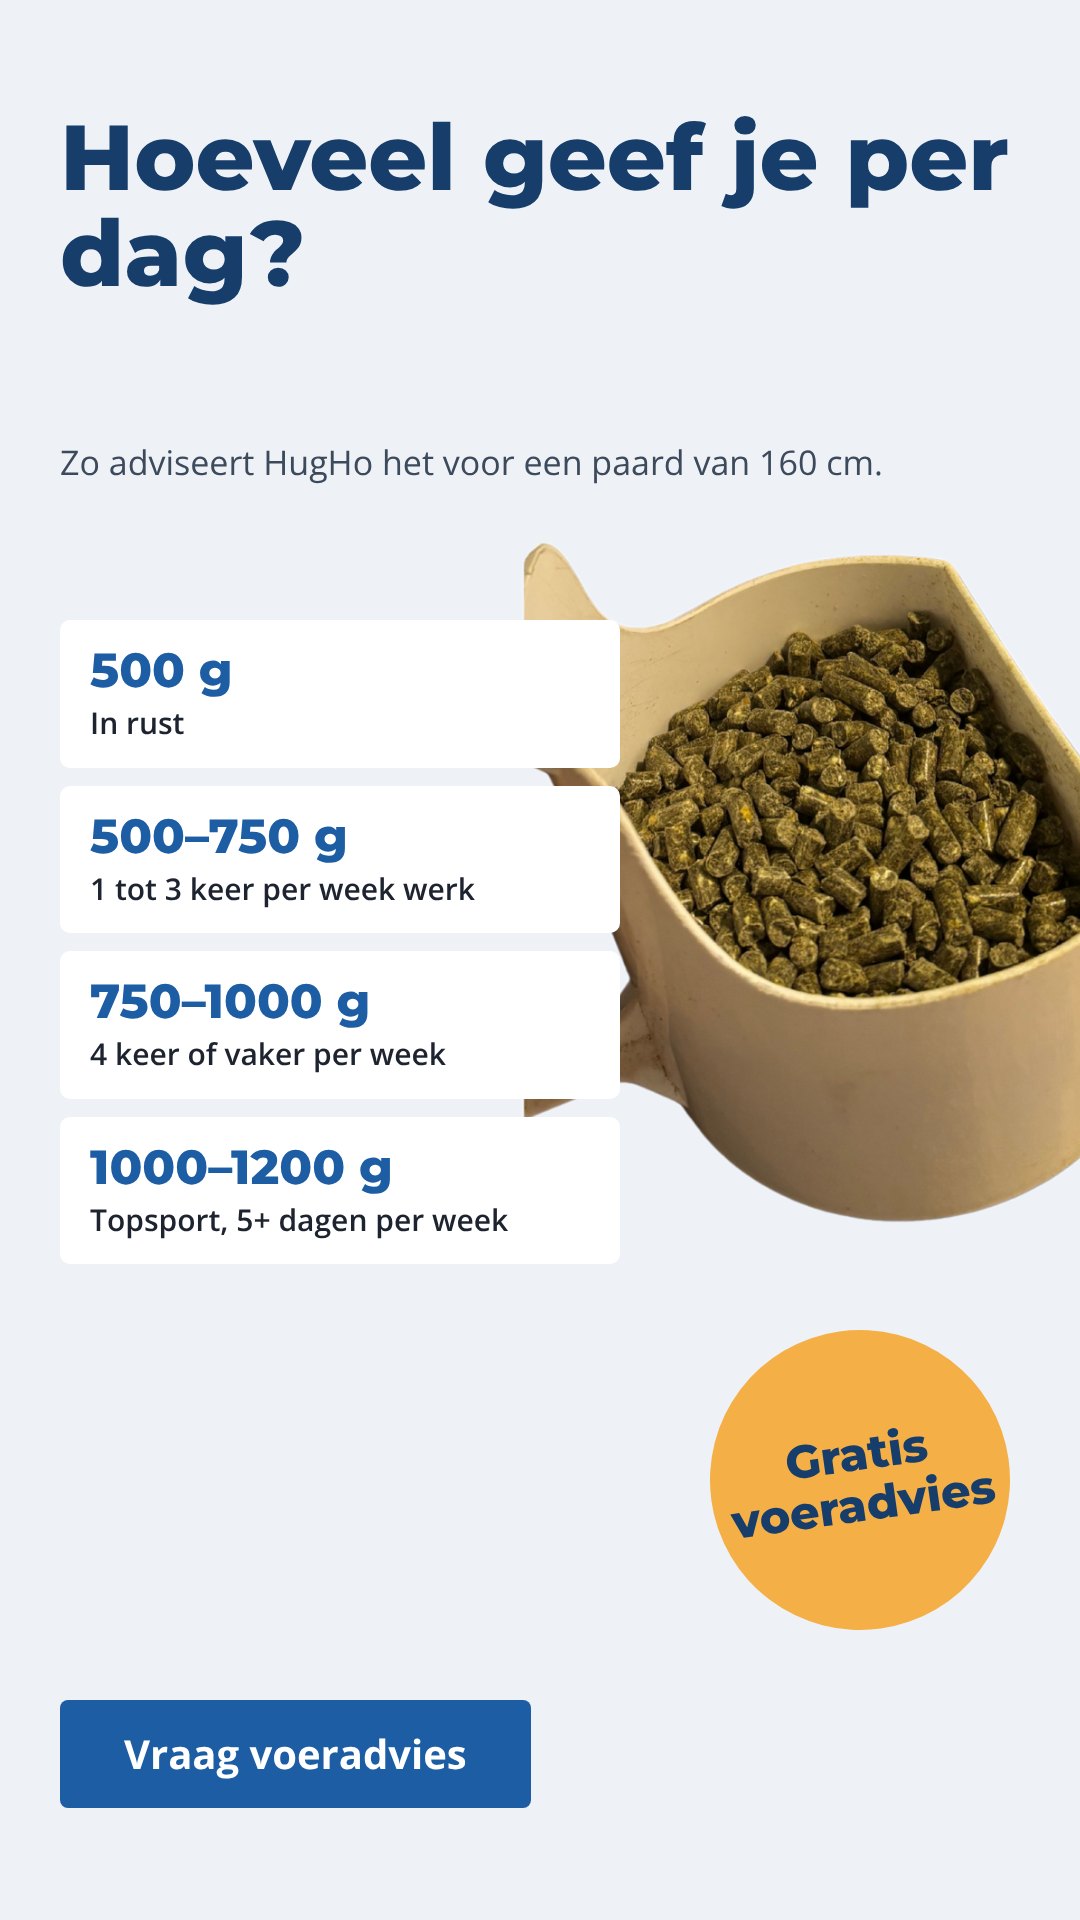 Hoeveel geef je per
dag?
Zo adviseert HugHo het voor een paard van 160 cm.
500 g
In rust
500–750 g
1 tot 3 keer per week werk
750–1000 g
4 keer of vaker per week
1000–1200 g
Topsport, 5+ dagen per week
Gratis
voeradvies
Vraag voeradvies